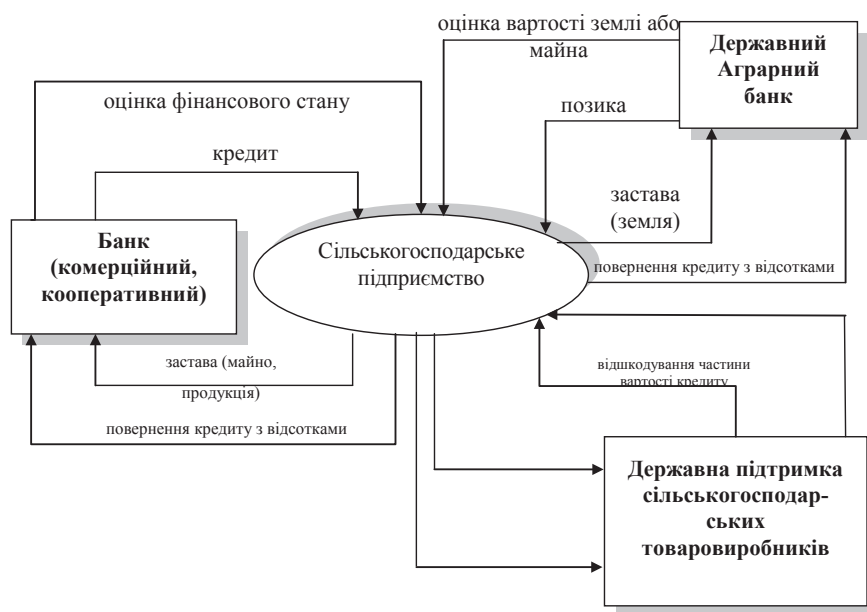 оцінка вартості землі або
майна
Державний
Аграрний
банк
оцінка фінансового стану
позика
кредит
застава
(земля)
Банк
(комерційний,
кооперативний)
Сільськогосподарське
підприємство
повернення кредиту з відсотками
застава (майно,
продукція)
відшкодування частини
вартості кредиту
повернення кредиту з відсотками
Державна підтримка
сільськогосподар-
ських
товаровиробників